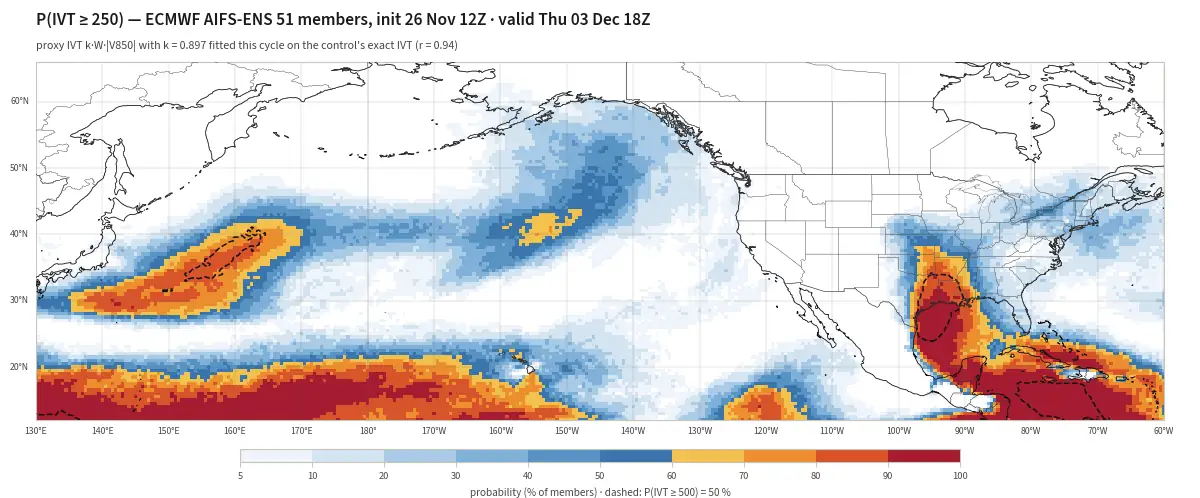 P(IVT ≥ 250) — ECMWF AIFS-ENS 51 members, init 26 Nov 12Z · valid Thu 03 Dec 18Z
proxy IVT k·W·|V850| with k = 0.897 fitted this cycle on the control's exact IVT (r = 0.94)
60°N
50°N
40°N
30°N
20°N
130°E 140°E 150°E 160°E 170°E 180° 170°W 160°W 150°W 140°W 130°W 120°W 110°W 100°W 90°W 80°W 70°W 60°W
5 10 20 30 40 50 60 70 80 90 100
probability (% of members) · dashed: P(IVT ≥ 500) = 50 %